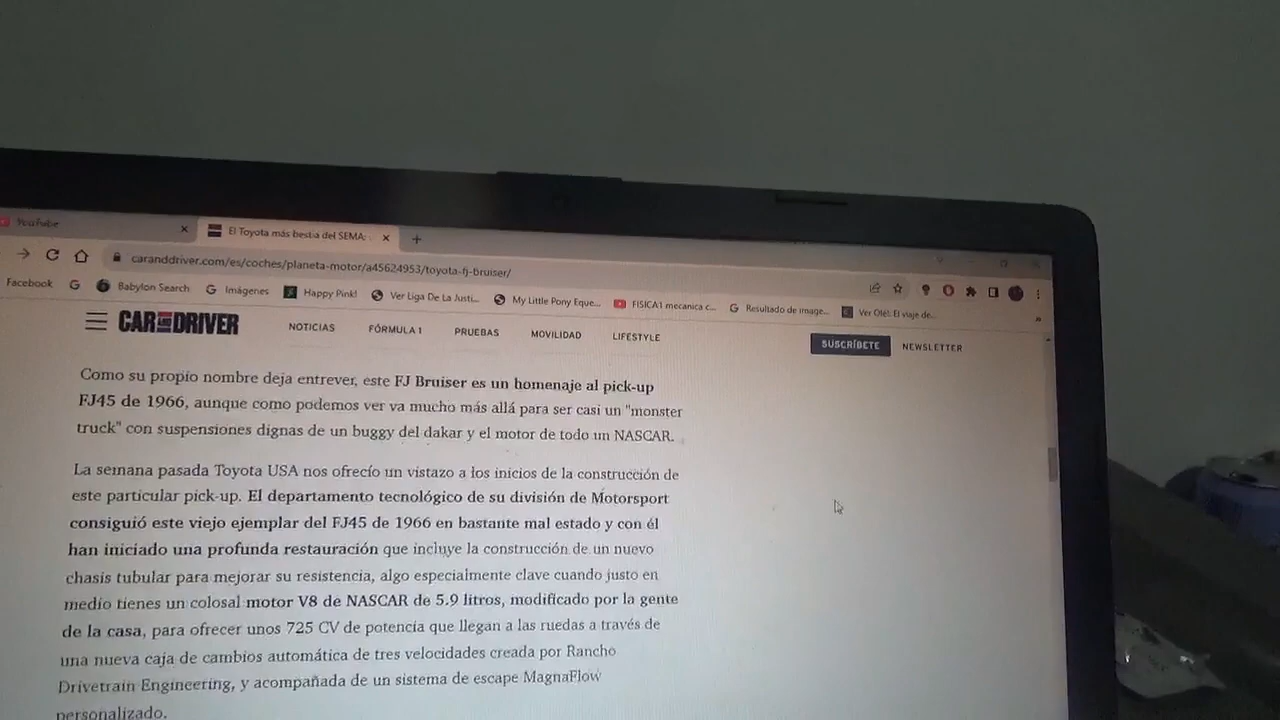 YouTube
El Toyota más bestia del SEMA:
caranddriver.com/es/coches/planeta-motor/a45624953/toyota-fj-bruiser/
Facebook
Babylon Search
Imágenes
Happy Pink!
Ver Liga De La Justi...
My Little Pony Eque...
FISICA1 mecanica c...
Resultado de image...
Ver Olé!. El viaje de...
CAR AND DRIVER
NOTICIAS
FÓRMULA 1
PRUEBAS
MOVILIDAD
LIFESTYLE
SUSCRÍBETE
NEWSLETTER
Como su propio nombre deja entrever, este FJ Bruiser es un homenaje al pick-up
FJ45 de 1966, aunque como podemos ver va mucho más allá para ser casi un "monster
truck" con suspensiones dignas de un buggy del dakar y el motor de todo un NASCAR.
La semana pasada Toyota USA nos ofrecío un vistazo a los inicios de la construcción de
este particular pick-up. El departamento tecnológico de su división de Motorsport
consiguió este viejo ejemplar del FJ45 de 1966 en bastante mal estado y con él
han iniciado una profunda restauración que incluye la construcción de un nuevo
chasis tubular para mejorar su resistencia, algo especialmente clave cuando justo en
medio tienes un colosal motor V8 de NASCAR de 5.9 litros, modificado por la gente
de la casa, para ofrecer unos 725 CV de potencia que llegan a las ruedas a través de
una nueva caja de cambios automática de tres velocidades creada por Rancho
Drivetrain Engineering, y acompañada de un sistema de escape MagnaFlow
personalizado.